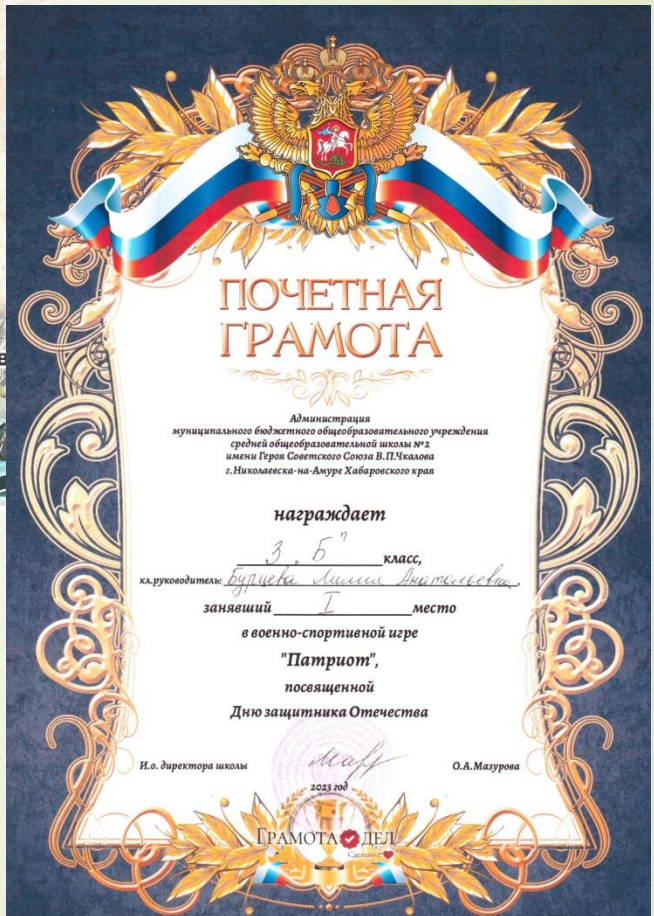 ПОЧЕТНАЯ
ГРАМОТА
Администрация
муниципального бюджетного общеобразовательного учреждения
средней общеобразовательной школы №2
имени Героя Советского Союза В.П.Чкалова
г.Николаевска-на-Амуре Хабаровского края
награждает
3 „Б" класс,
кл.руководитель: Бурцева Лилия Анатольевна,
занявший I место
в военно-спортивной игре
"Патриот",
посвященной
Дню защитника Отечества
И.о. директора школы О.А.Мазурова
2023 год
ГРАМОТА ДЕЛ
Сделано с